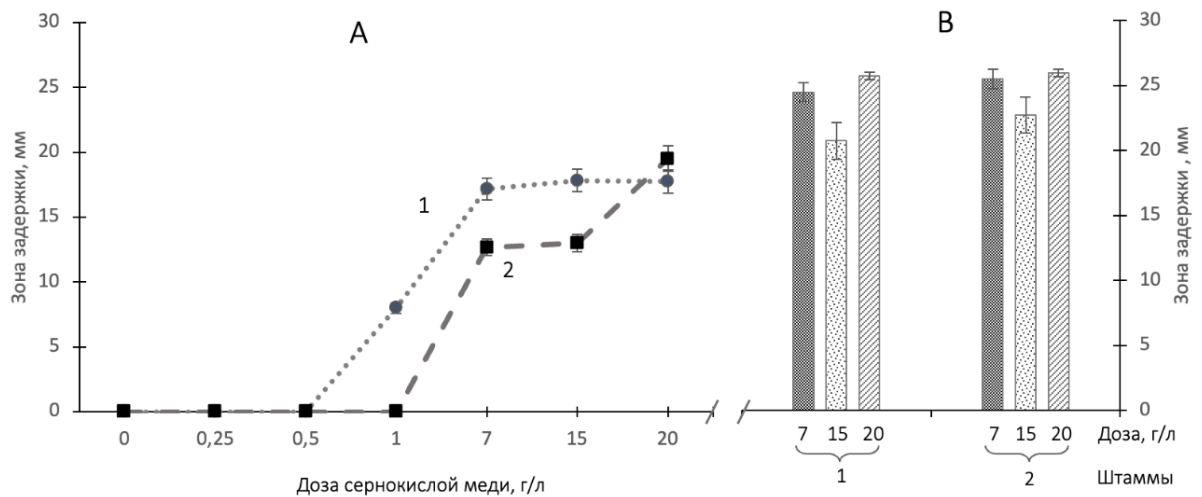 A
B
Зона задержки, мм
30
25
20
15
10
5
0
1
2
0 0,25 0,5 1 7 15 20
Доза сернокислой меди, г/л
30
25
20
15
10
5
0
Зона задержки , мм
7 15 20 7 15 20 Доза, г/л
1 2 Штаммы